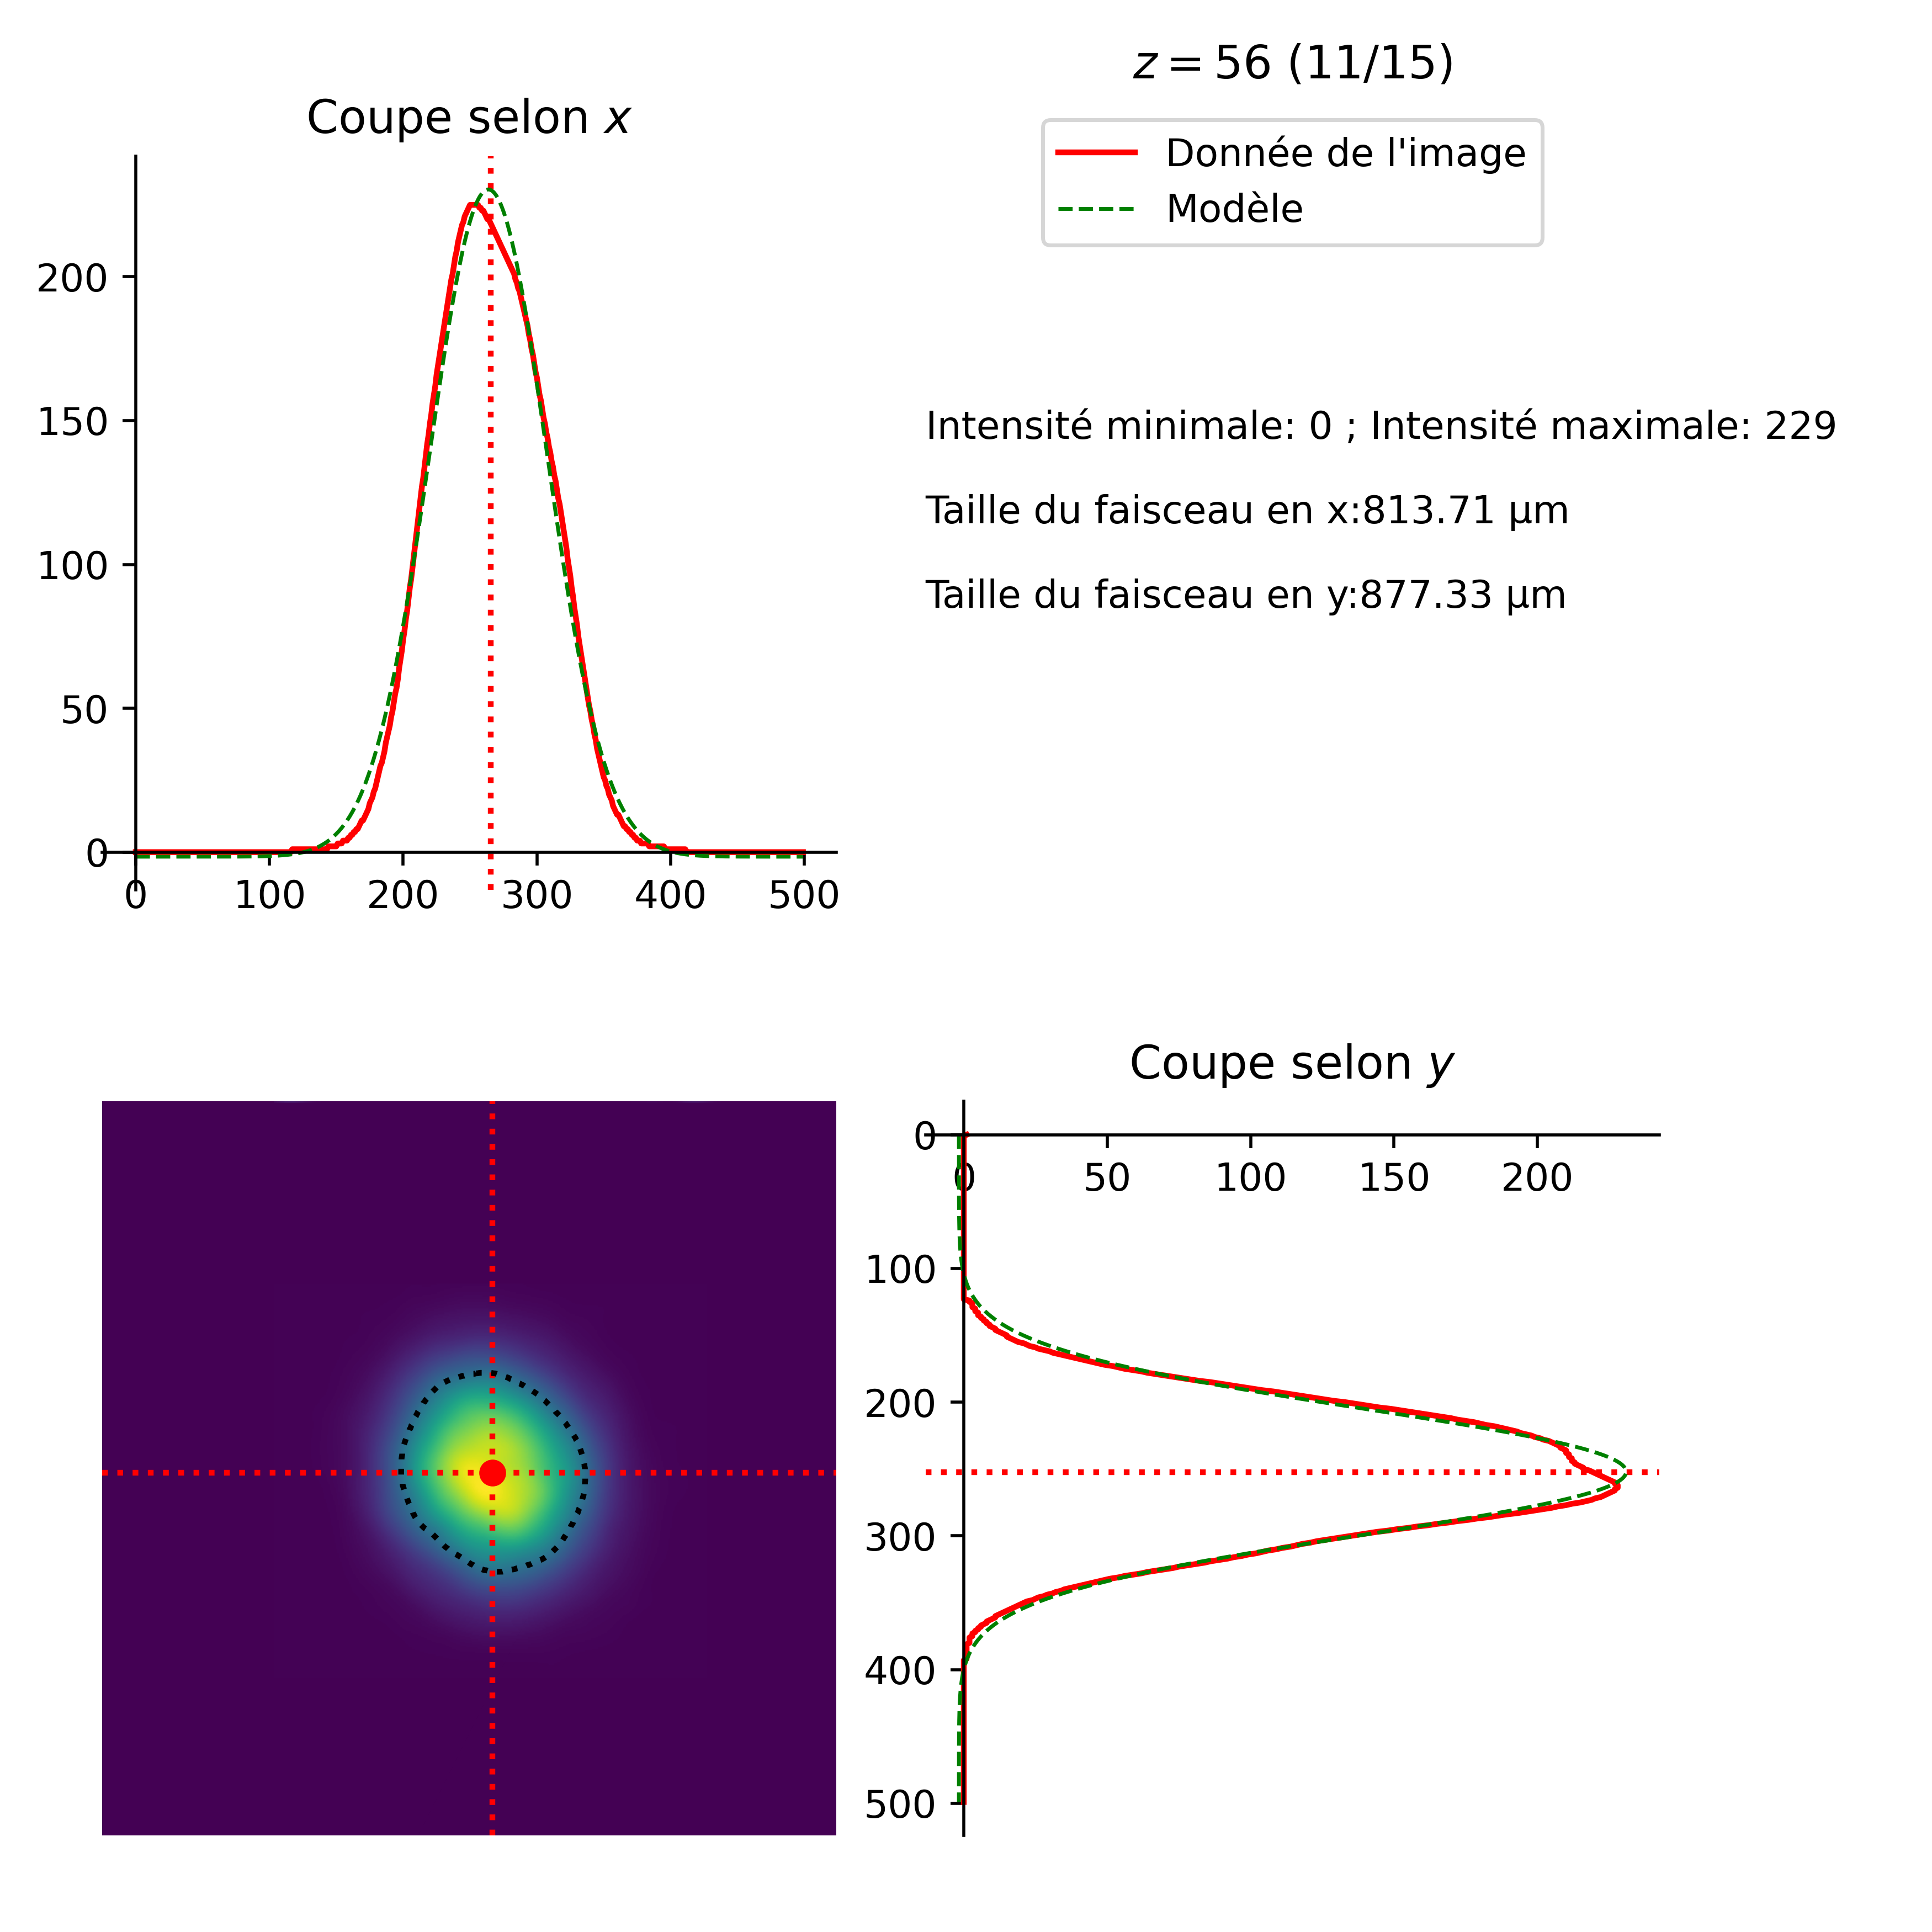 z = 56 (11/15)
Coupe selon x
Donnée de l'image
Modèle
200
150
100
50
0
0 100 200 300 400 500
Intensité minimale: 0 ; Intensité maximale: 229
Taille du faisceau en x:813.71 µm
Taille du faisceau en y:877.33 µm
Coupe selon y
0
0 50 100 150 200
100
200
300
400
500